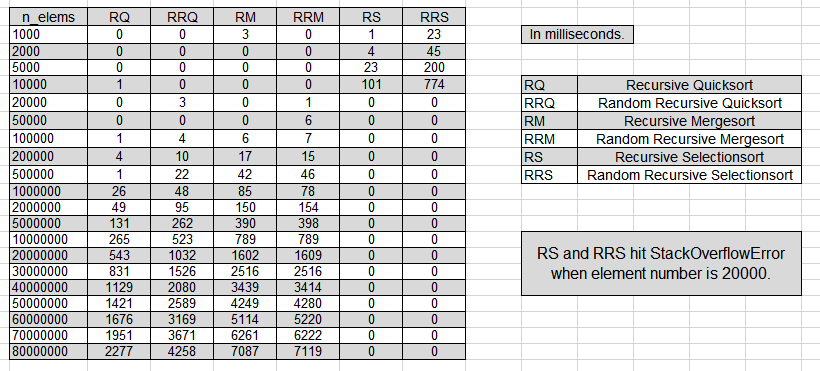 n_elems RQ RRQ RM RRM RS RRS
1000 0 0 3 0 1 23
2000 0 0 0 0 4 45
5000 0 0 0 0 23 200
10000 1 0 0 0 101 774
20000 0 3 0 1 0 0
50000 0 0 0 6 0 0
100000 1 4 6 7 0 0
200000 4 10 17 15 0 0
500000 1 22 42 46 0 0
1000000 26 48 85 78 0 0
2000000 49 95 150 154 0 0
5000000 131 262 390 398 0 0
10000000 265 523 789 789 0 0
20000000 543 1032 1602 1609 0 0
30000000 831 1526 2516 2516 0 0
40000000 1129 2080 3439 3414 0 0
50000000 1421 2589 4249 4280 0 0
60000000 1676 3169 5114 5220 0 0
70000000 1951 3671 6261 6222 0 0
80000000 2277 4258 7087 7119 0 0
In milliseconds.
RQ Recursive Quicksort
RRQ Random Recursive Quicksort
RM Recursive Mergesort
RRM Random Recursive Mergesort
RS Recursive Selectionsort
RRS Random Recursive Selectionsort
RS and RRS hit StackOverflowError
when element number is 20000.